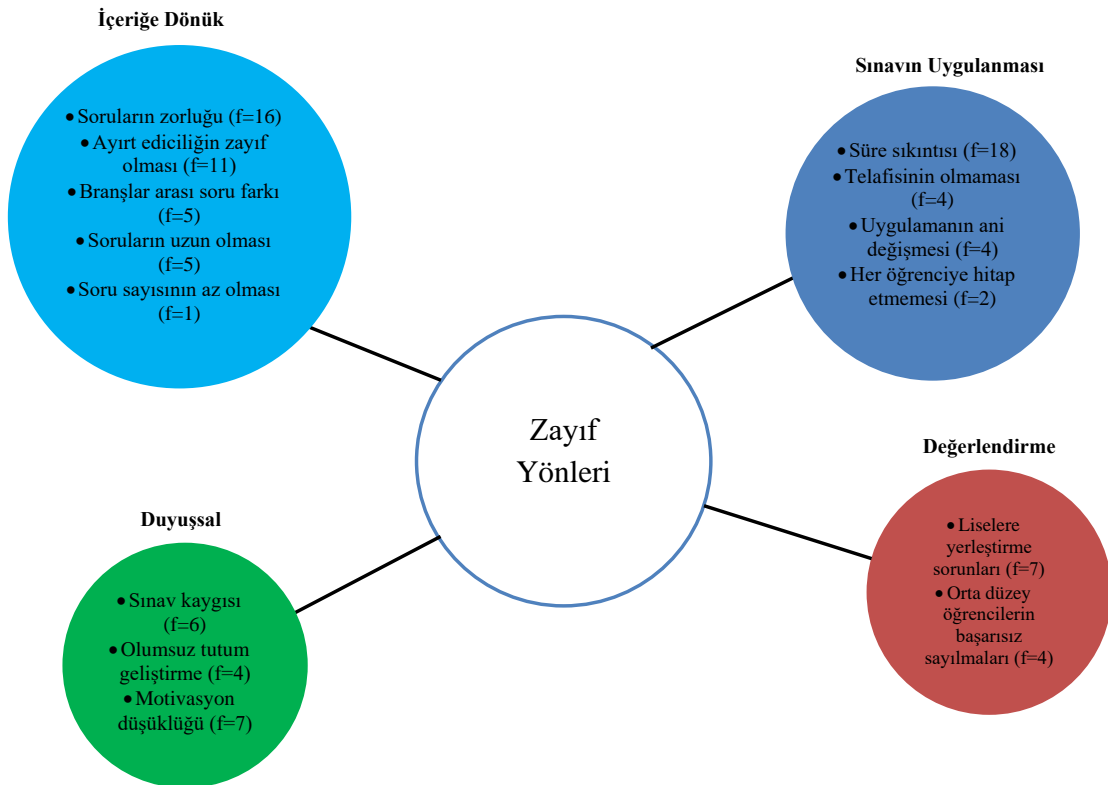 İçeriğe Dönük
• Soruların zorluğu (f=16)
• Ayırt ediciliğin zayıf
olması (f=11)
• Branşlar arası soru farkı
(f=5)
• Soruların uzun olması
(f=5)
• Soru sayısının az olması
(f=1)
Sınavın Uygulanması
• Süre sıkıntısı (f=18)
• Telafisinin olmaması
(f=4)
• Uygulamanın ani
değişmesi (f=4)
• Her öğrenciye hitap
etmemesi (f=2)
Zayıf
Yönleri
Duyuşsal
• Sınav kaygısı
(f=6)
• Olumsuz tutum
geliştirme (f=4)
• Motivasyon
düşüklüğü (f=7)
Değerlendirme
• Liselere
yerleştirme
sorunları (f=7)
• Orta düzey
öğrencilerin
başarısız
sayılmaları (f=4)